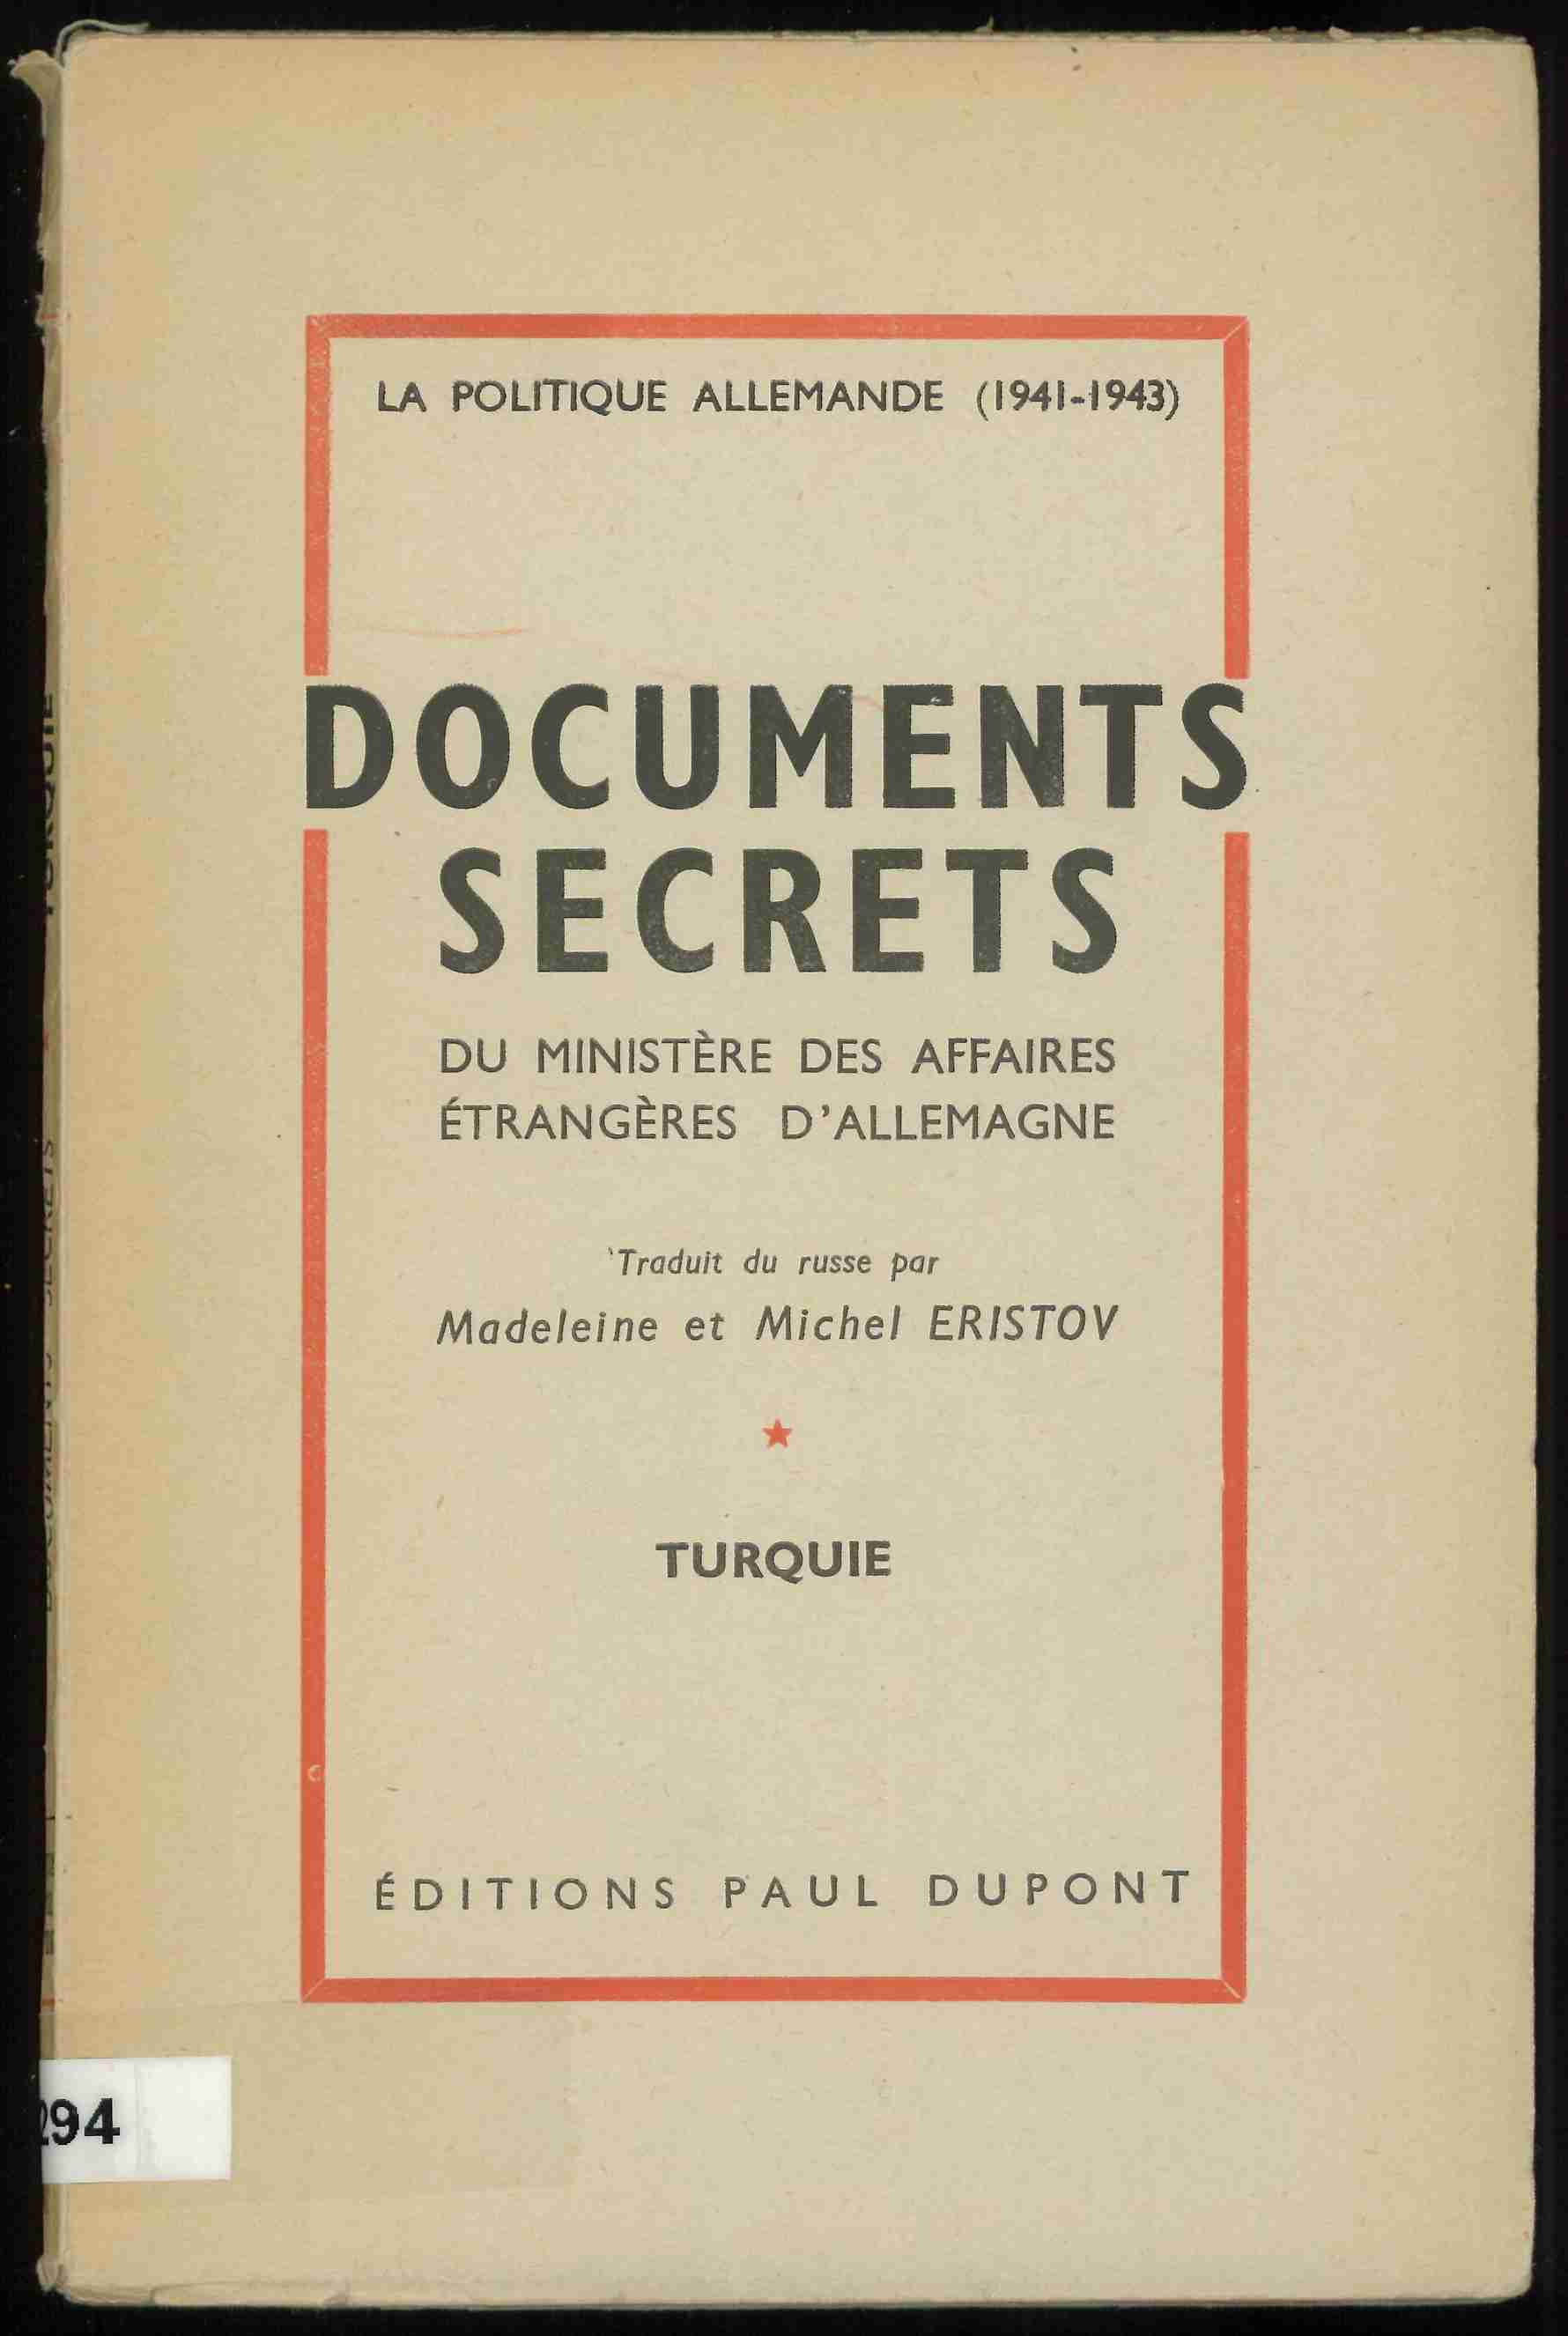 LA POLITIQUE ALLEMANDE (1941-1943)
DOCUMENTS
SECRETS
DU MINISTÈRE DES AFFAIRES
ÉTRANGÈRES D'ALLEMAGNE
Traduit du russe par
Madeleine et Michel ERISTOV
TURQUIE
ÉDITIONS PAUL DUPONT
294